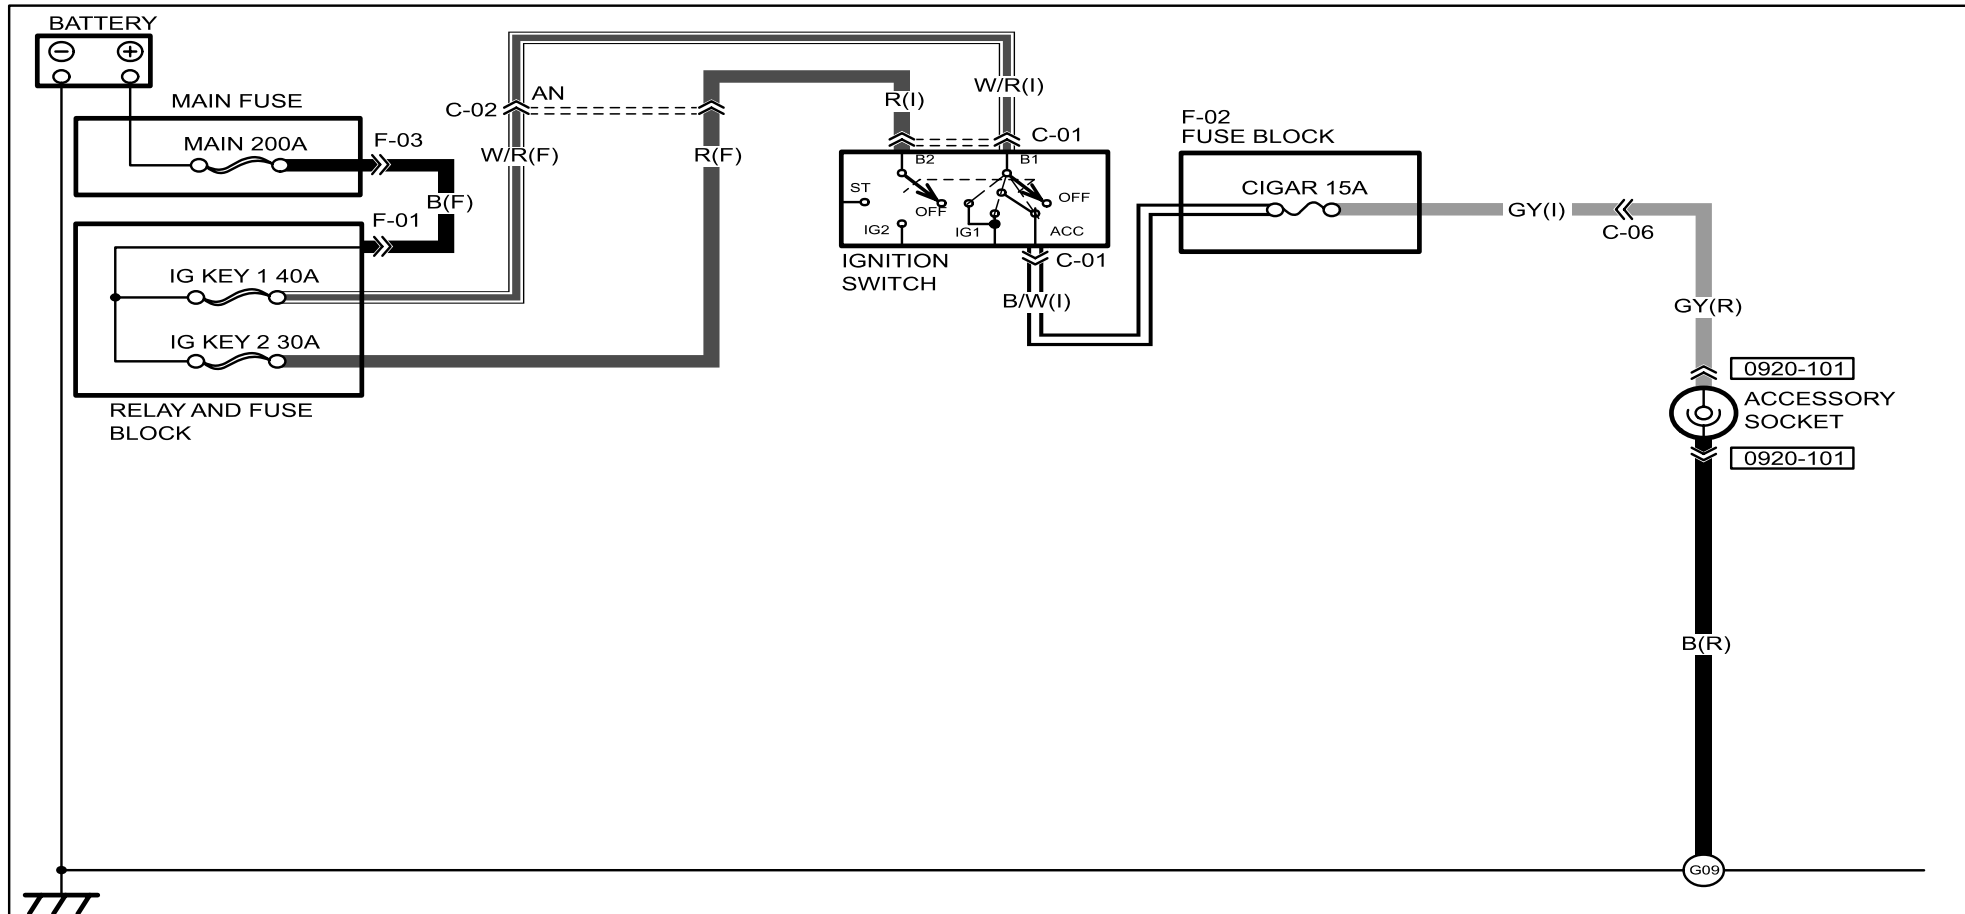 BATTERY
MAIN FUSE
MAIN 200A
F-03
B(F)
F-01
IG KEY 1 40A
IG KEY 2 30A
RELAY AND FUSE
BLOCK
C-02
AN
W/R(F)
R(F)
R(I)
W/R(I)
C-01
B2
B1
ST
OFF
OFF
IG2
IG1
ACC
IGNITION
SWITCH
C-01
B/W(I)
F-02
FUSE BLOCK
CIGAR 15A
GY(I)
C-06
GY(R)
0920-101
ACCESSORY
SOCKET
0920-101
B(R)
G09